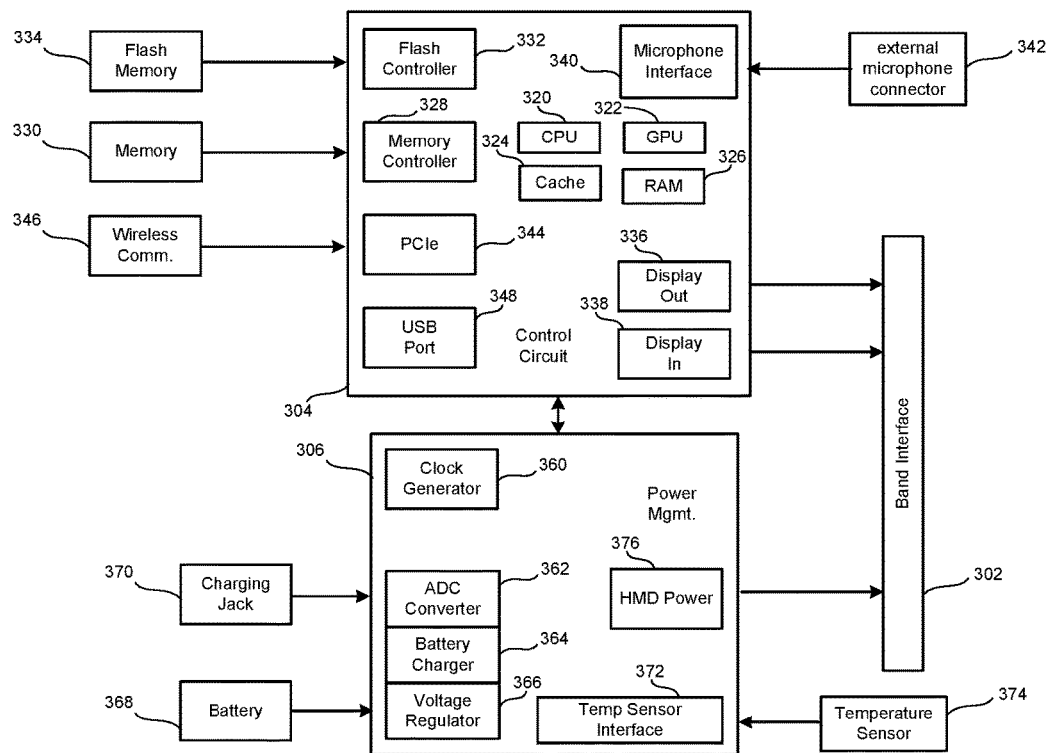 334
Flash
Memory
Flash
Controller
332
340
Microphone
Interface
external
microphone
connector
342
330
Memory
328
Memory
Controller
320
CPU
322
GPU
324
Cache
RAM
326
346
Wireless
Comm.
PCIe
344
336
Display
Out
USB
Port
348
Control
Circuit
338
Display
In
304
Band Interface
302
306
Clock
Generator
360
Power
Mgmt.
370
Charging
Jack
ADC
Converter
362
376
HMD Power
Battery
Charger
364
368
Battery
Voltage
Regulator
366
372
Temp Sensor
Interface
Temperature
Sensor
374